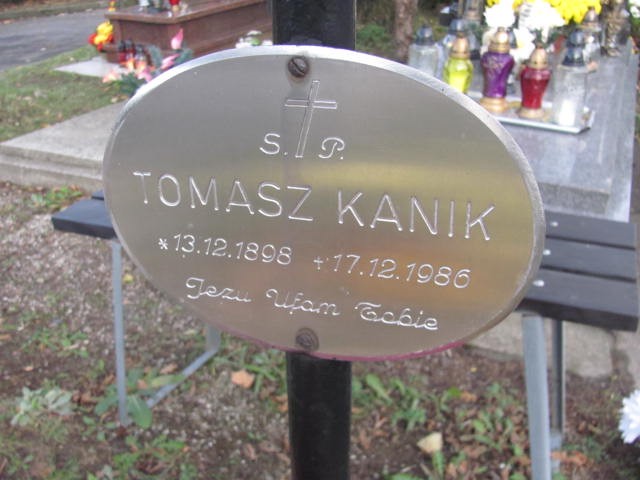 S. P.
TOMASZ KANIK
*13.12.1898 +17.12.1986
Jezu Ufam Tobie